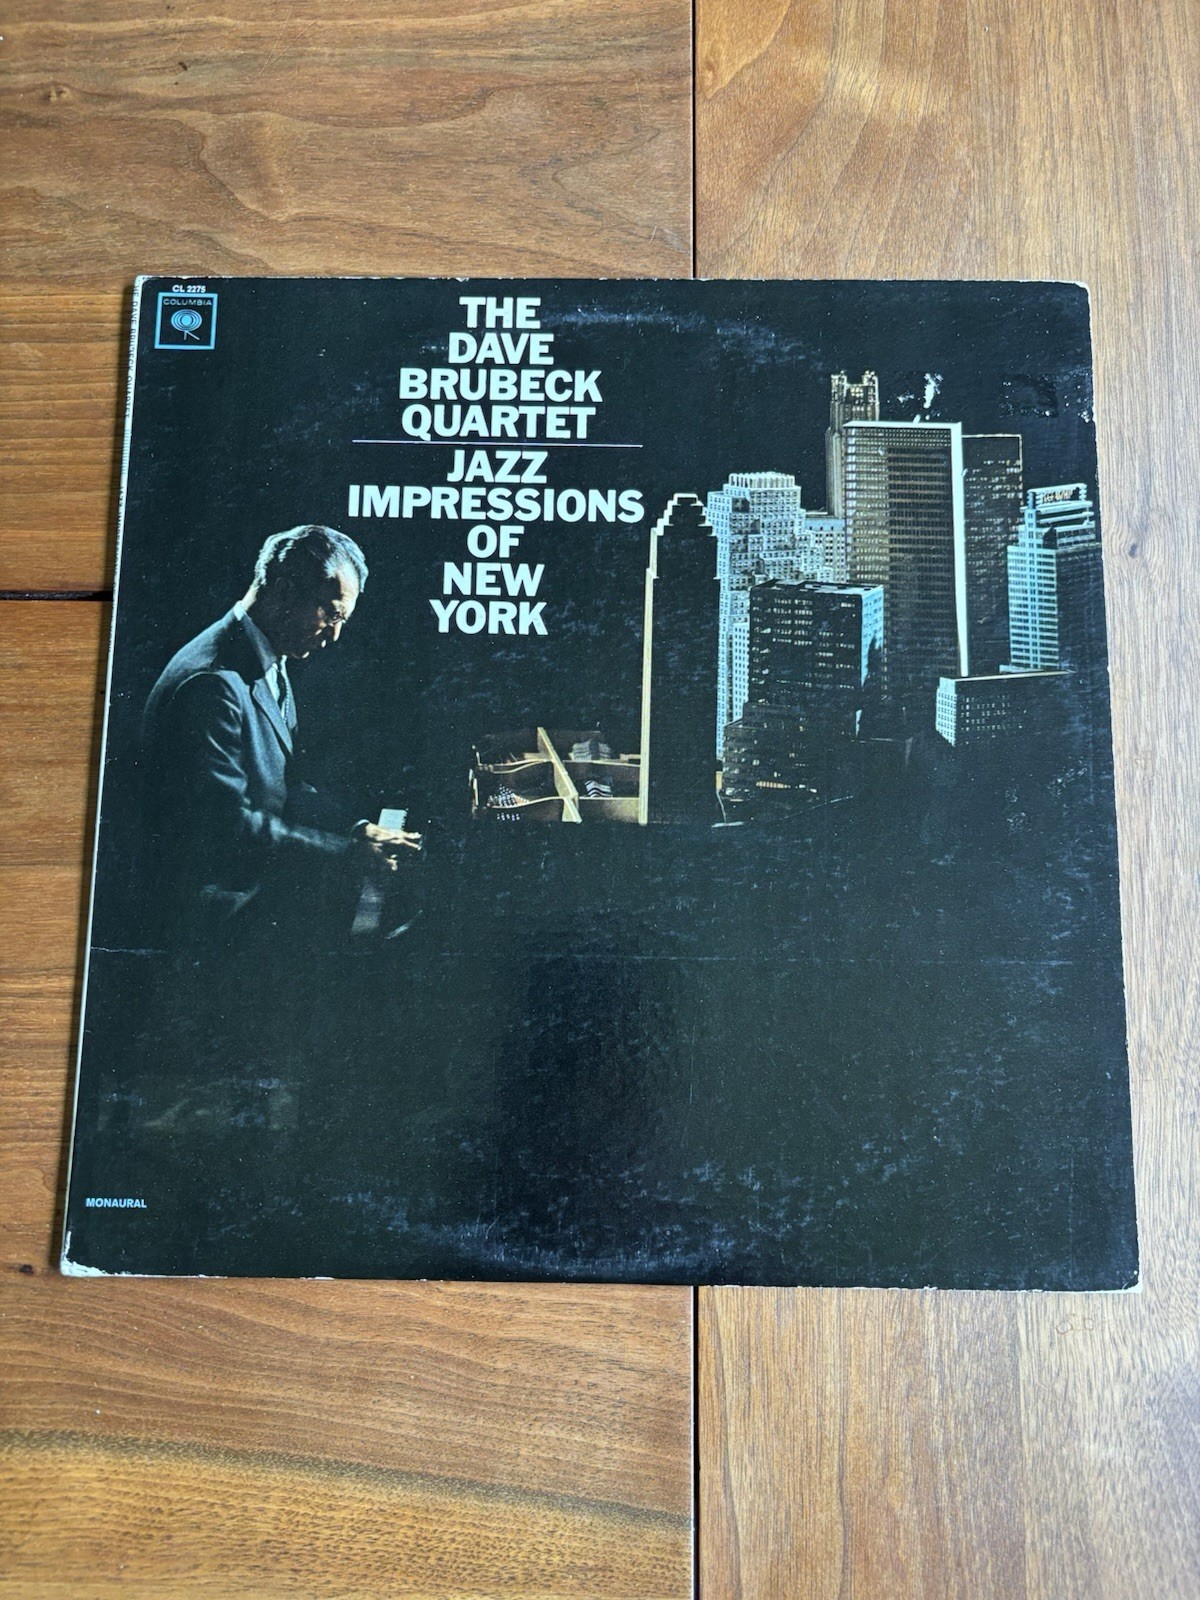 CL 2275
COLUMBIA
THE
DAVE
BRUBECK
QUARTET
JAZZ
IMPRESSIONS
OF
NEW
YORK
MONAURAL